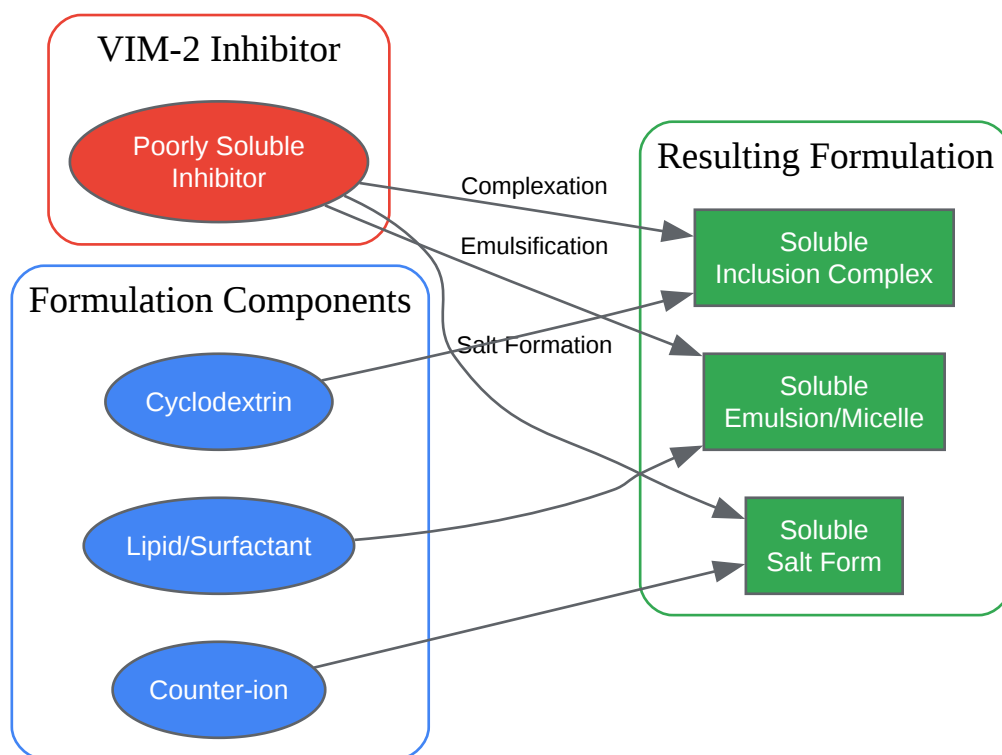 VIM-2 Inhibitor
Poorly Soluble
Inhibitor
Resulting Formulation
Complexation
Emulsification
Salt Formation
Soluble
Inclusion Complex
Formulation Components
Cyclodextrin
Soluble
Emulsion/Micelle
Lipid/Surfactant
Soluble
Salt Form
Counter-ion